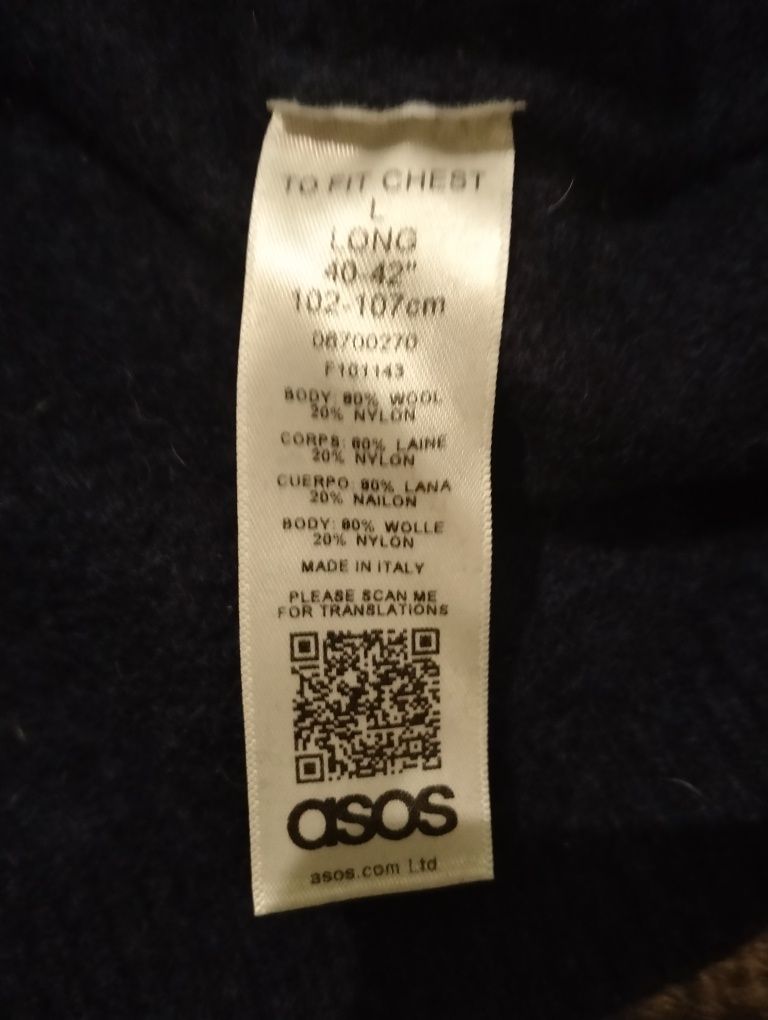 TO FIT CHEST
L
LONG
40-42"
102-107cm
08700270
F101143
BODY: 80% WOOL
20% NYLON
CORPS: 80% LAINE
20% NYLON
CUERPO: 80% LANA
20% NAILON
BODY: 80% WOLLE
20% NYLON
MADE IN ITALY
PLEASE SCAN ME
FOR TRANSLATIONS
asos
asos.com Ltd